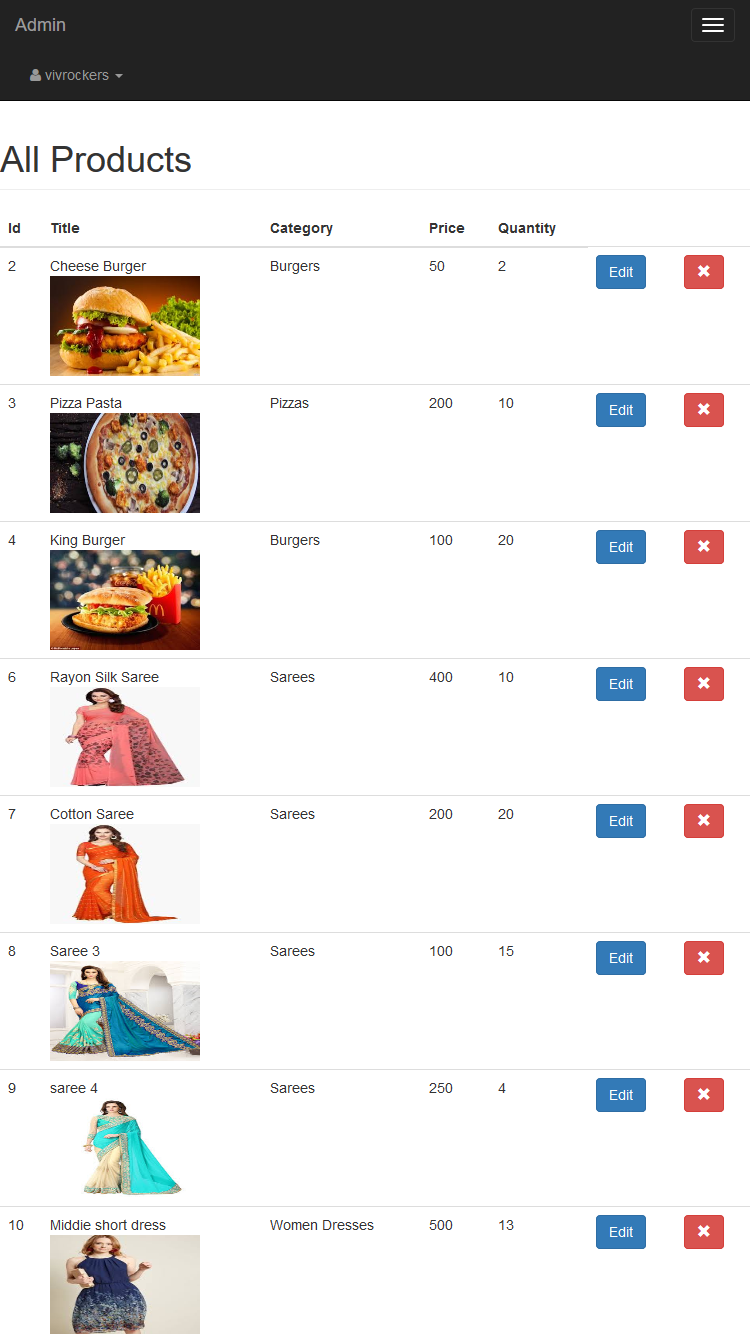 Admin
vivrockers
All Products
Id Title Category Price Quantity
2 Cheese Burger Burgers 50 2 Edit
3 Pizza Pasta Pizzas 200 10 Edit
4 King Burger Burgers 100 20 Edit
6 Rayon Silk Saree Sarees 400 10 Edit
7 Cotton Saree Sarees 200 20 Edit
8 Saree 3 Sarees 100 15 Edit
9 saree 4 Sarees 250 4 Edit
10 Middie short dress Women Dresses 500 13 Edit